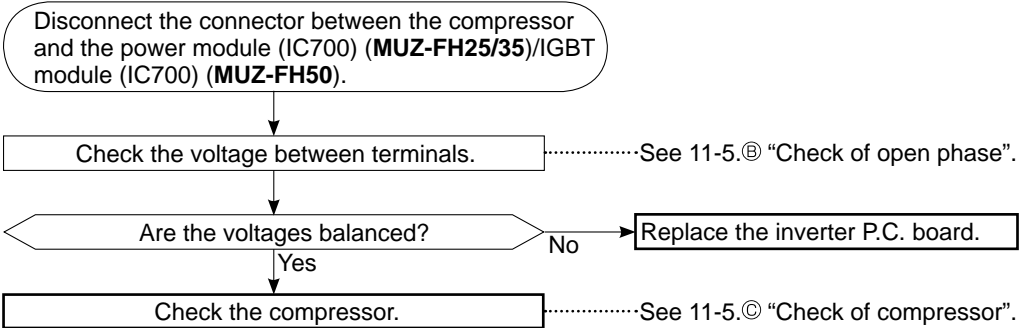 Disconnect the connector between the compressor
and the power module (IC700) (MUZ-FH25/35)/IGBT
module (IC700) (MUZ-FH50).
Check the voltage between terminals.
See 11-5.Ⓑ “Check of open phase”.
Are the voltages balanced?
No
Replace the inverter P.C. board.
Yes
Check the compressor.
See 11-5.Ⓒ “Check of compressor”.